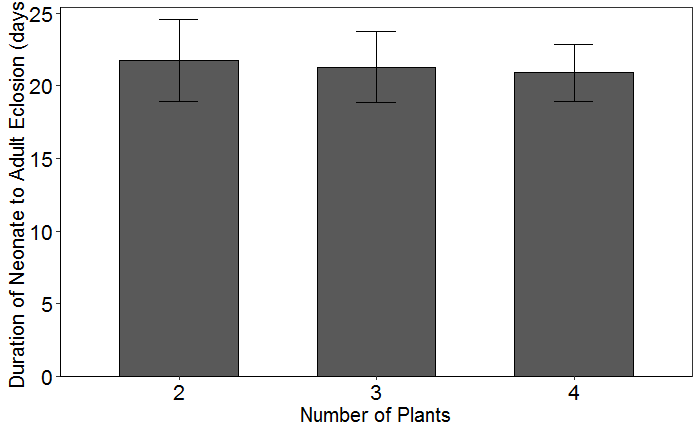 Duration of Neonate to Adult Eclosion (days
25
20
15
10
5
0
2 3 4
Number of Plants